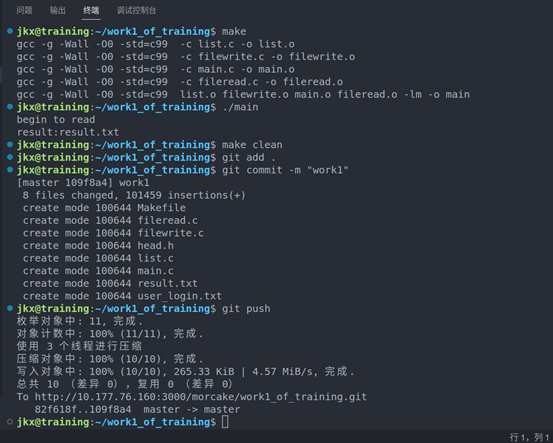 问题 输出 终端 调试控制台
jkx@training:~/work1_of_training$ make
gcc -g -Wall -O0 -std=c99  -c list.c -o list.o
gcc -g -Wall -O0 -std=c99  -c filewrite.c -o filewrite.o
gcc -g -Wall -O0 -std=c99  -c main.c -o main.o
gcc -g -Wall -O0 -std=c99  -c fileread.c -o fileread.o
gcc -g -Wall -O0 -std=c99  list.o filewrite.o main.o fileread.o -lm -o main
jkx@training:~/work1_of_training$ ./main
begin to read
result:result.txt
jkx@training:~/work1_of_training$ make clean
jkx@training:~/work1_of_training$ git add .
jkx@training:~/work1_of_training$ git commit -m "work1"
[master 109f8a4] work1
 8 files changed, 101459 insertions(+)
 create mode 100644 Makefile
 create mode 100644 fileread.c
 create mode 100644 filewrite.c
 create mode 100644 head.h
 create mode 100644 list.c
 create mode 100644 main.c
 create mode 100644 result.txt
 create mode 100644 user_login.txt
jkx@training:~/work1_of_training$ git push
枚举对象中: 11, 完成.
对象计数中: 100% (11/11), 完成.
使用 3 个线程进行压缩
压缩对象中: 100% (10/10), 完成.
写入对象中: 100% (10/10), 265.33 KiB | 4.57 MiB/s, 完成.
总共 10 （差异 0），复用 0 （差异 0）
To http://10.177.76.160:3000/morcake/work1_of_training.git
   82f618f..109f8a4  master -> master
jkx@training:~/work1_of_training$
行 1，列 1